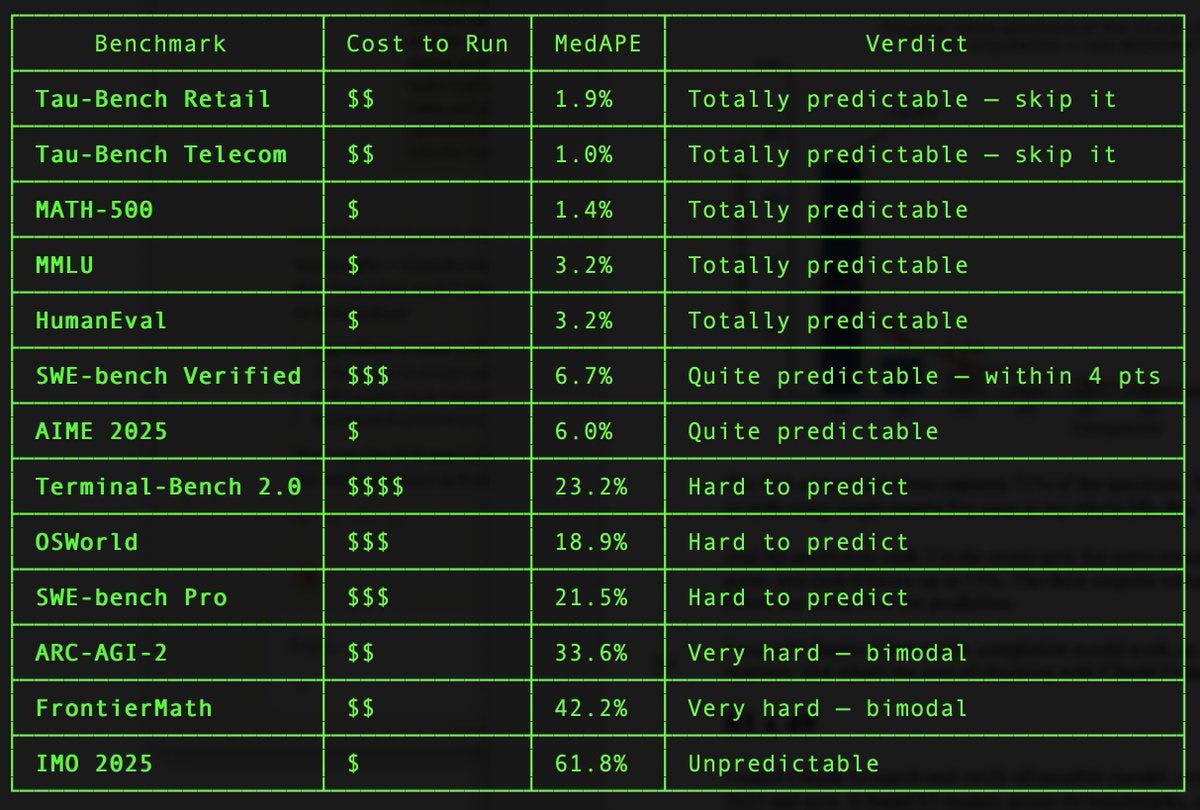 Benchmark Cost to Run MedAPE Verdict
Tau-Bench Retail $$ 1.9% Totally predictable — skip it
Tau-Bench Telecom $$ 1.0% Totally predictable — skip it
MATH-500 $ 1.4% Totally predictable
MMLU $ 3.2% Totally predictable
HumanEval $ 3.2% Totally predictable
SWE-bench Verified $$$ 6.7% Quite predictable — within 4 pts
AIME 2025 $ 6.0% Quite predictable
Terminal-Bench 2.0 $$$$ 23.2% Hard to predict
OSWorld $$$ 18.9% Hard to predict
SWE-bench Pro $$$ 21.5% Hard to predict
ARC-AGI-2 $$ 33.6% Very hard — bimodal
FrontierMath $$ 42.2% Very hard — bimodal
IMO 2025 $ 61.8% Unpredictable